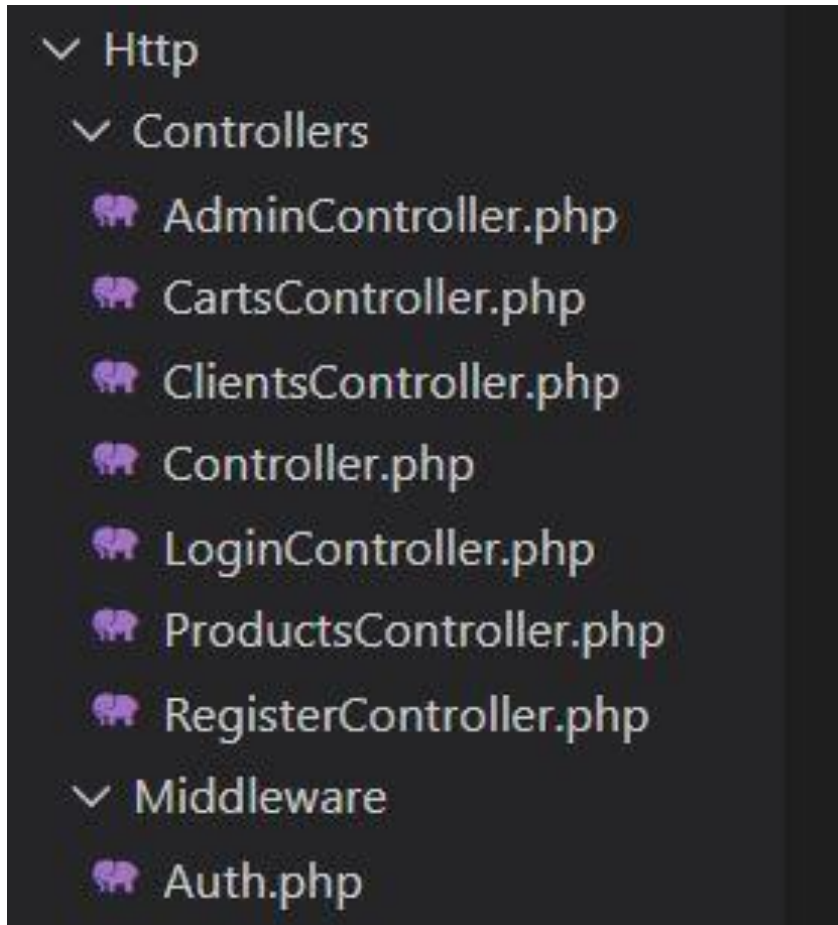 Http
Controllers
AdminController.php
CartsController.php
ClientsController.php
Controller.php
LoginController.php
ProductsController.php
RegisterController.php
Middleware
Auth.php